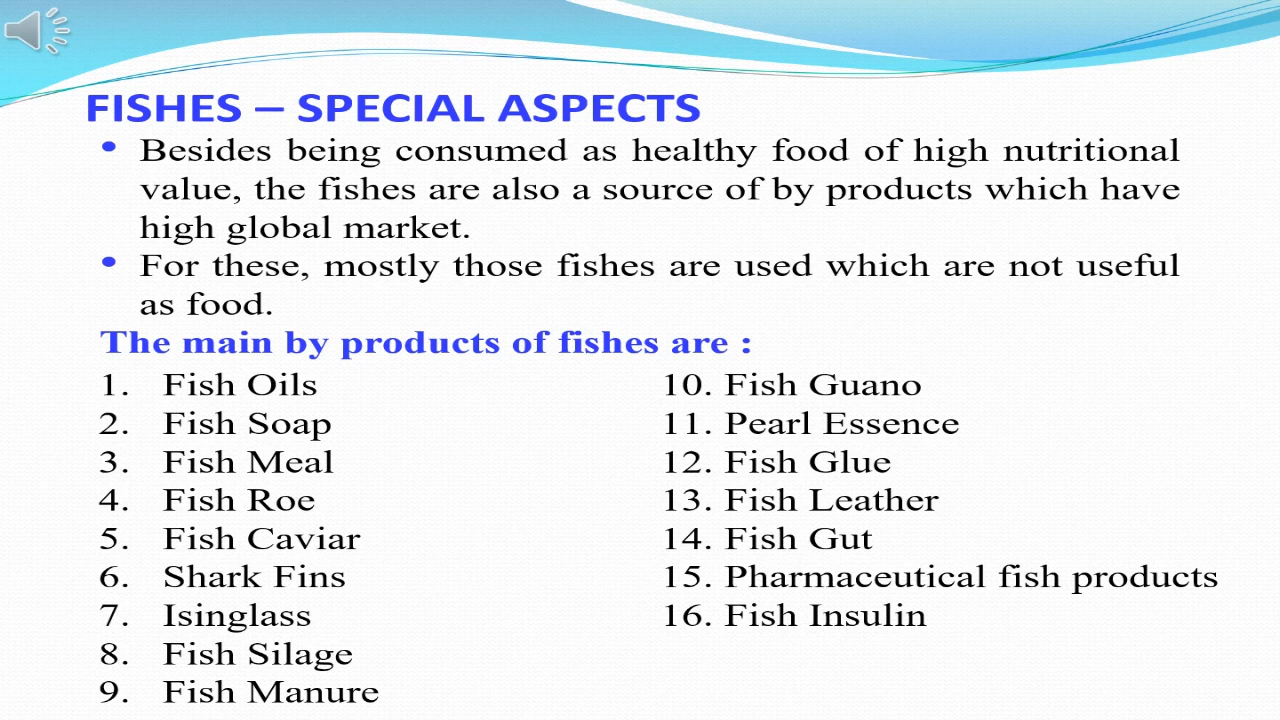 FISHES – SPECIAL ASPECTS
• Besides being consumed as healthy food of high nutritional
value, the fishes are also a source of by products which have
high global market.
• For these, mostly those fishes are used which are not useful
as food.
The main by products of fishes are :
1. Fish Oils
2. Fish Soap
3. Fish Meal
4. Fish Roe
5. Fish Caviar
6. Shark Fins
7. Isinglass
8. Fish Silage
9. Fish Manure
10. Fish Guano
11. Pearl Essence
12. Fish Glue
13. Fish Leather
14. Fish Gut
15. Pharmaceutical fish products
16. Fish Insulin